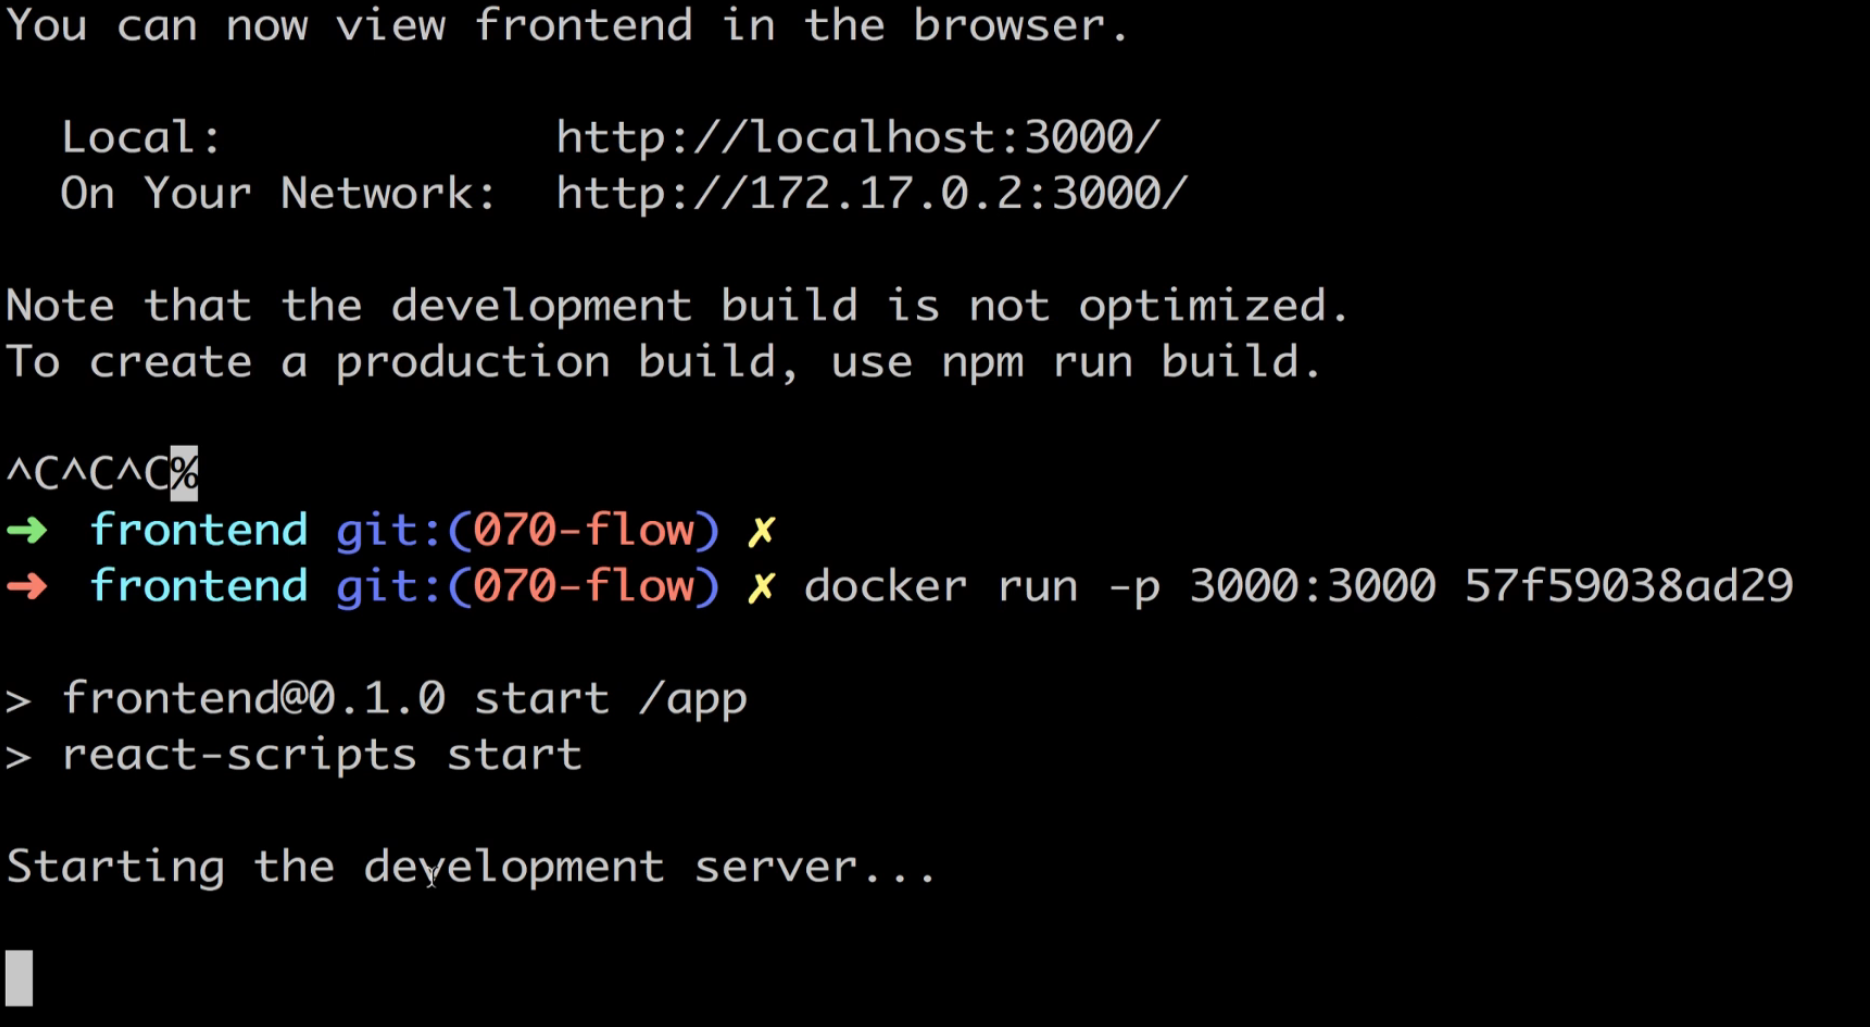 You can now view frontend in the browser.
Local: http://localhost:3000/
On Your Network: http://172.17.0.2:3000/
Note that the development build is not optimized.
To create a production build, use npm run build.
^C^C^C%
➜ frontend git:(070-flow) ✗
➜ frontend git:(070-flow) ✗ docker run -p 3000:3000 57f59038ad29
> frontend@0.1.0 start /app
> react-scripts start
Starting the development server...